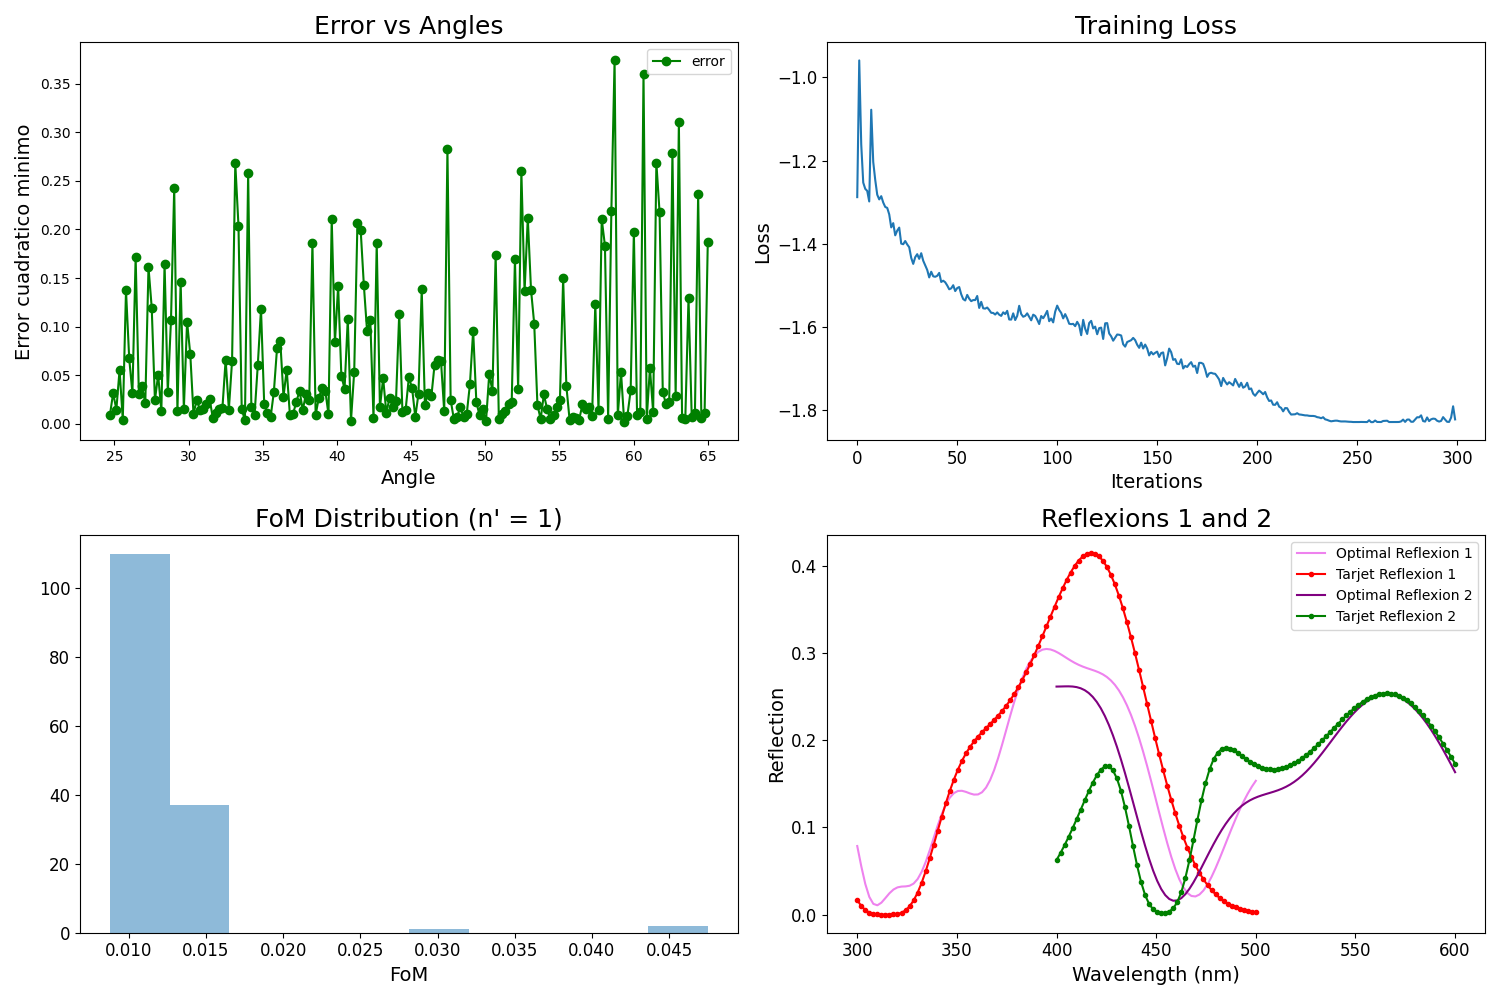 Error vs Angles
Error cuadratico minimo
0.35
0.30
0.25
0.20
0.15
0.10
0.05
0.00
error
25 30 35 40 45 50 55 60 65
Angle
Training Loss
Loss
−1.0
−1.2
−1.4
−1.6
−1.8
0 50 100 150 200 250 300
Iterations
FoM Distribution (n' = 1)
100
80
60
40
20
0
0.010 0.015 0.020 0.025 0.030 0.035 0.040 0.045
FoM
Reflexions 1 and 2
Reflection
0.4
0.3
0.2
0.1
0.0
Optimal Reflexion 1
Tarjet Reflexion 1
Optimal Reflexion 2
Tarjet Reflexion 2
300 350 400 450 500 550 600
Wavelength (nm)